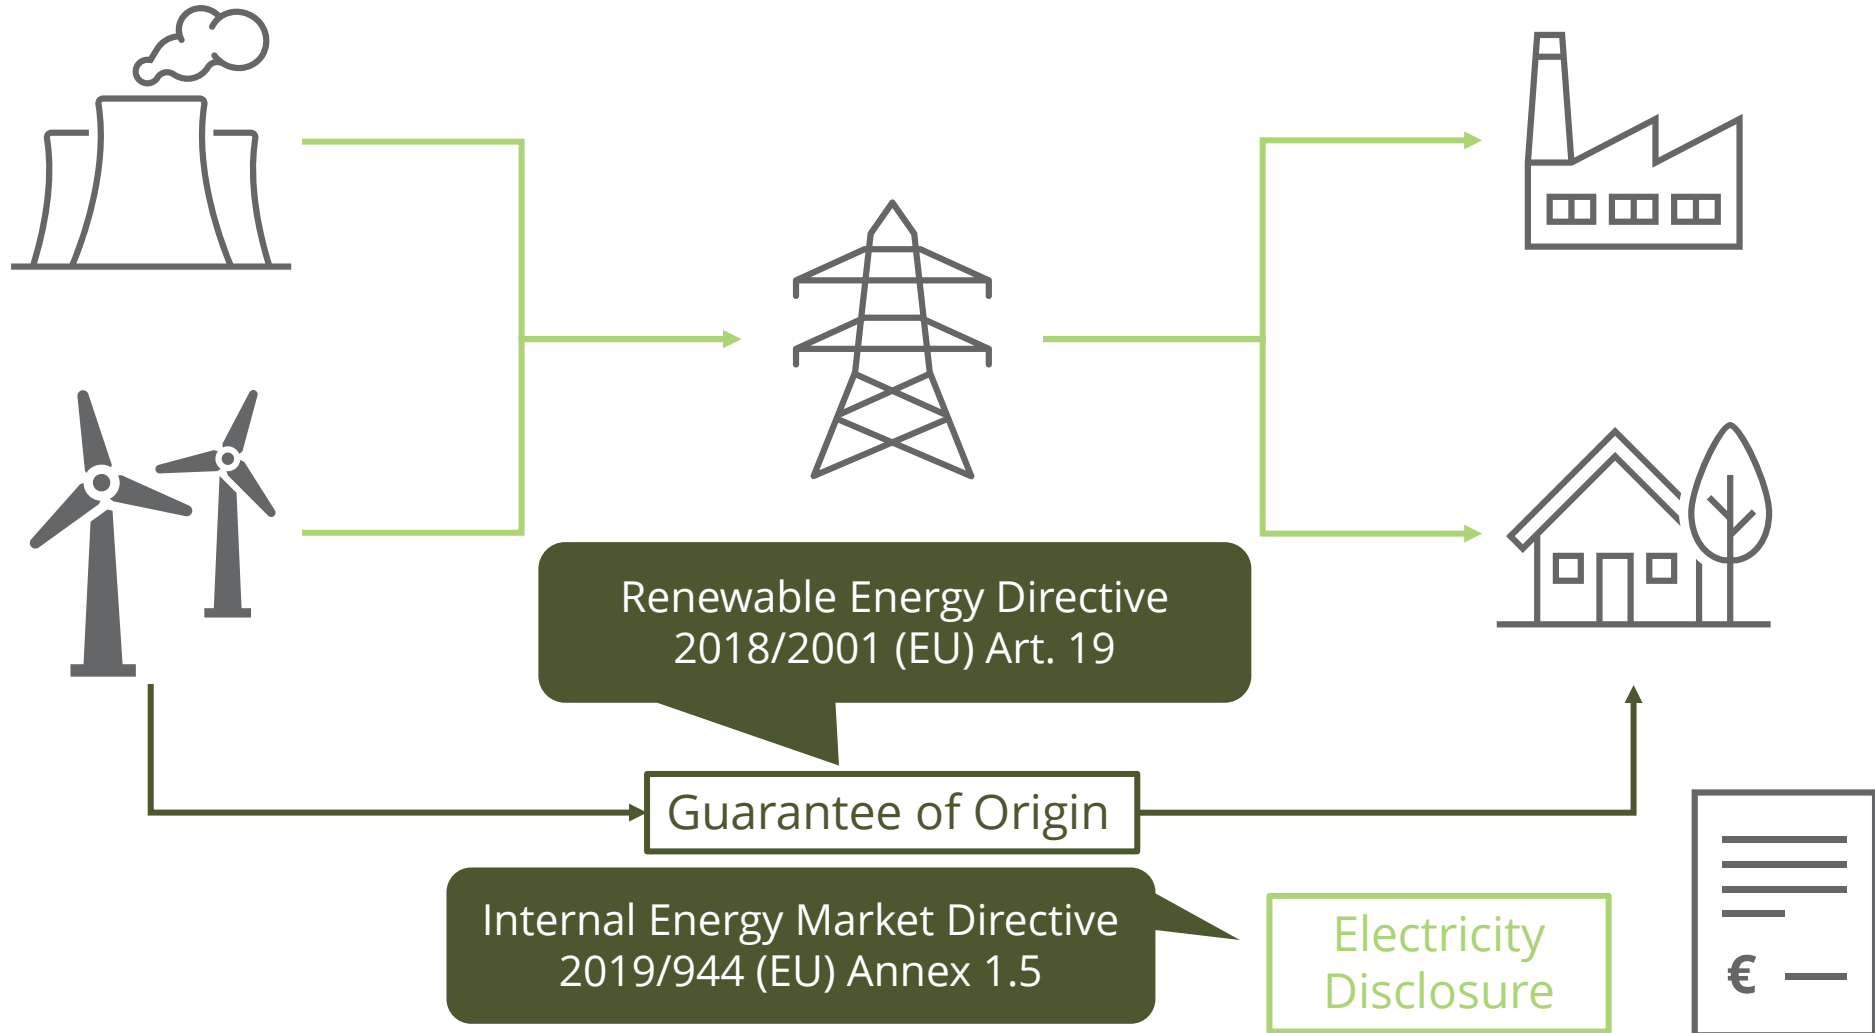 Renewable Energy Directive
2018/2001 (EU) Art. 19
Guarantee of Origin
Internal Energy Market Directive
2019/944 (EU) Annex 1.5
Electricity
Disclosure
€